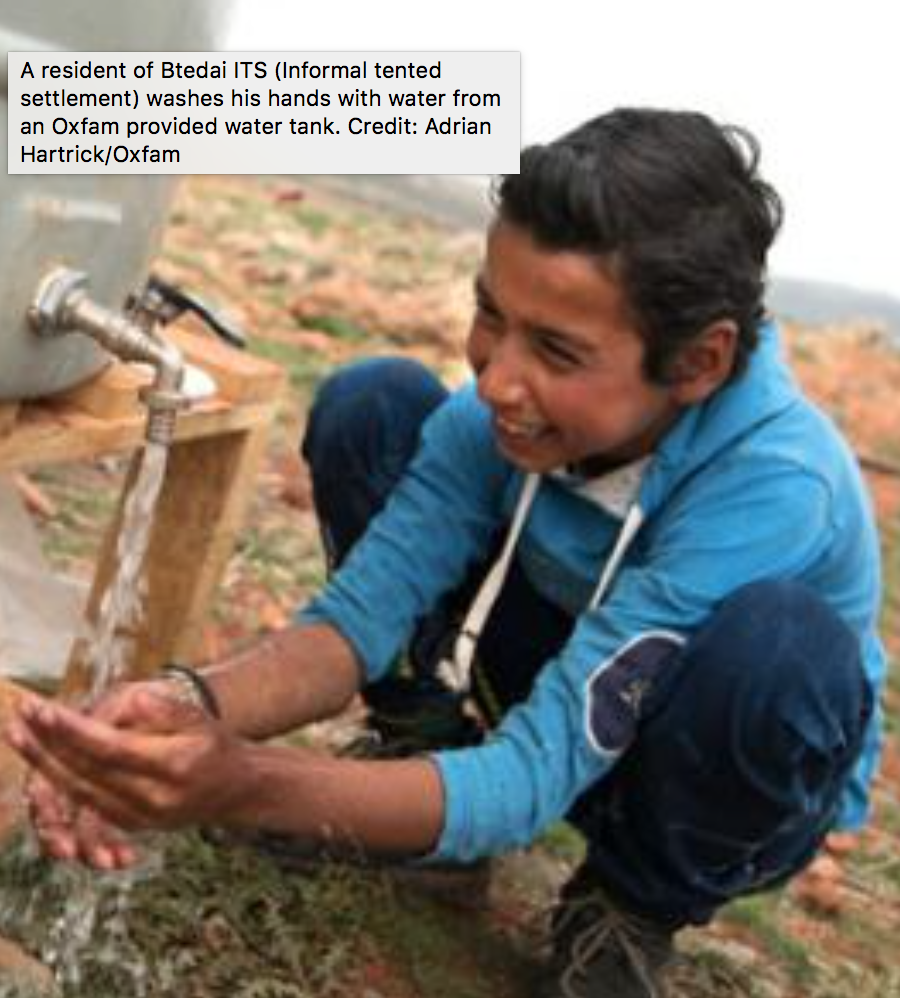 A resident of Btedai ITS (Informal tented
settlement) washes his hands with water from
an Oxfam provided water tank. Credit: Adrian
Hartrick/Oxfam